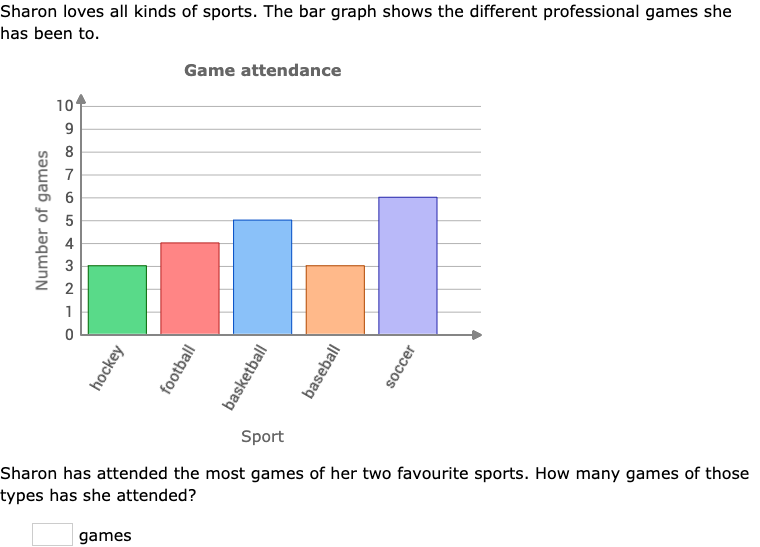 Sharon loves all kinds of sports. The bar graph shows the different professional games she
has been to.
Game attendance
Number of games
10
9
8
7
6
5
4
3
2
1
0
hockey
football
basketball
baseball
soccer
Sport
Sharon has attended the most games of her two favourite sports. How many games of those
types has she attended?
games